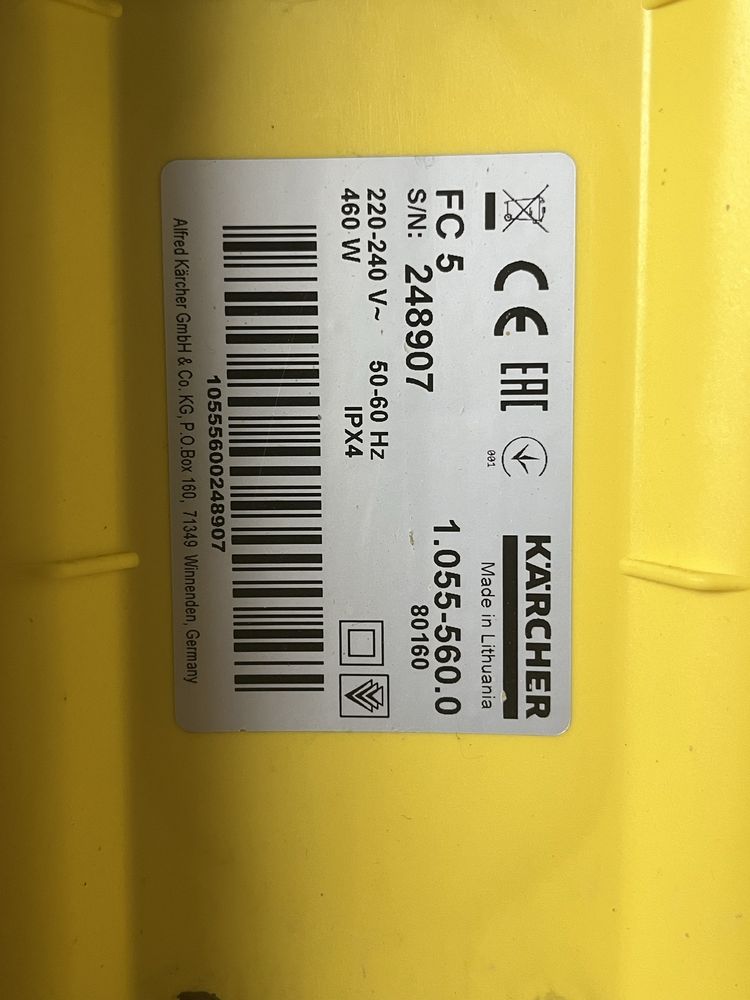 CE EAC 001 KÄRCHER
Made in Lithuania
FC 5 1.055-560.0
S/N: 248907 80160
220-240 V~ 50-60 Hz
460 W IPX4
10555600248907
Alfred Kärcher GmbH & Co. KG, P.O.Box 160, 71349 Winnenden, Germany